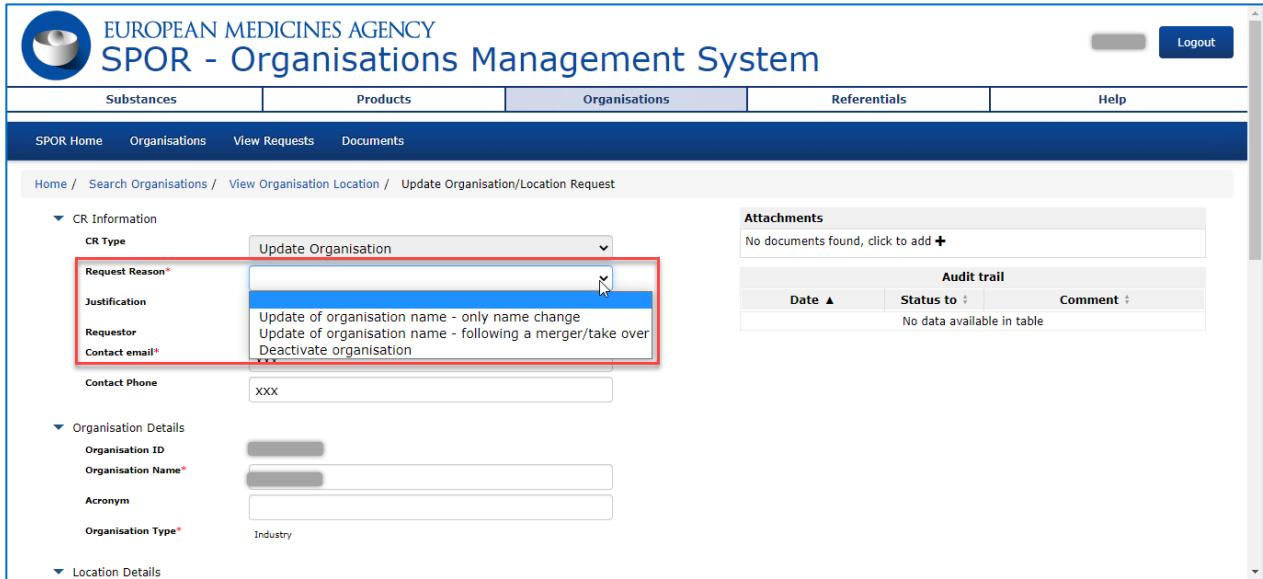 EUROPEAN MEDICINES AGENCY
SPOR - Organisations Management System
Logout
Substances Products Organisations Referentials Help
SPOR Home Organisations View Requests Documents
Home / Search Organisations / View Organisation Location / Update Organisation/Location Request
CR Information
CR Type Update Organisation
Request Reason*
Justification
Update of organisation name - only name change
Update of organisation name - following a merger/take over
Deactivate organisation
Requestor
Contact email*
Contact Phone xxx
Organisation Details
Organisation ID
Organisation Name*
Acronym
Organisation Type* Industry
Location Details
Attachments
No documents found, click to add +
Audit trail
Date ▲ Status to Comment
No data available in table